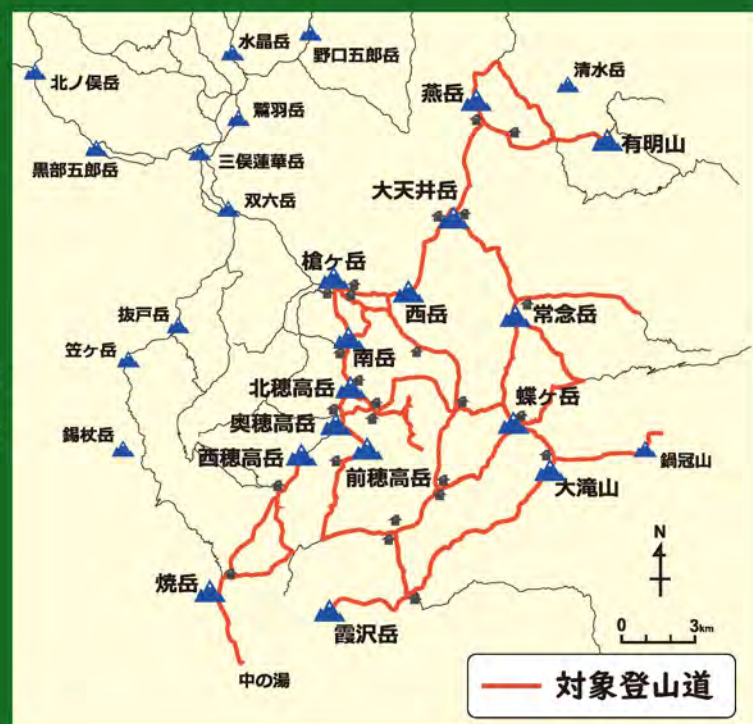 水晶岳
野口五郎岳
北ノ俣岳
清水岳
燕岳
鷲羽岳
有明山
黒部五郎岳
三俣蓮華岳
大天井岳
双六岳
槍ヶ岳
西岳
常念岳
抜戸岳
南岳
笠ヶ岳
北穂高岳
蝶ヶ岳
奥穂高岳
錫杖岳
西穂高岳
前穂高岳
鍋冠山
大滝山
N
焼岳
霞沢岳
0 3km
中の湯
対象登山道